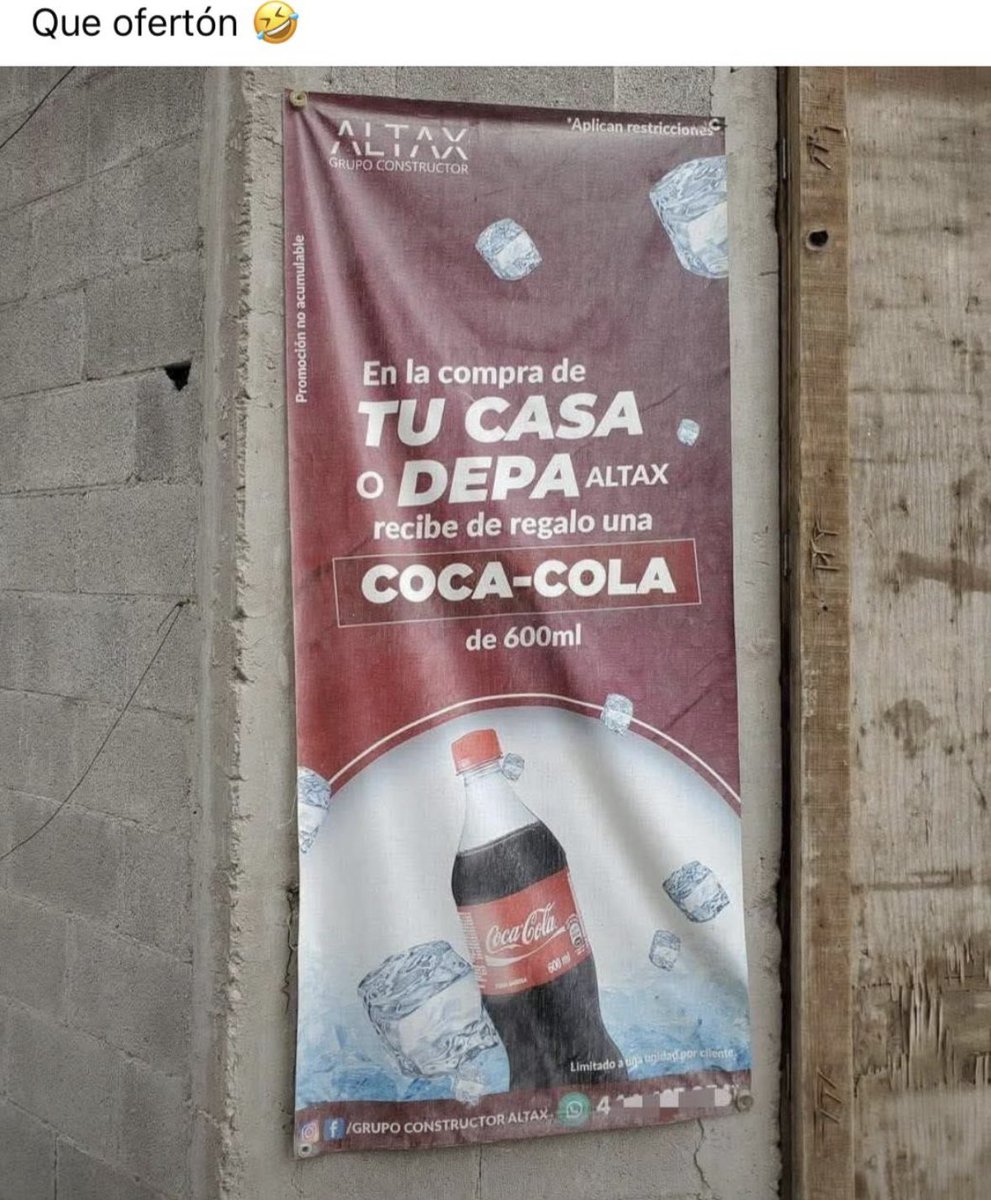 Que ofertón 🤣
ALTAX
GRUPO CONSTRUCTOR
*Aplican restricciones
Promoción no acumulable
En la compra de
TU CASA
O DEPA ALTAX
recibe de regalo una
COCA-COLA
de 600ml
Coca-Cola
600 ml
Limitado a una unidad por cliente
/GRUPO CONSTRUCTOR ALTAX. 4